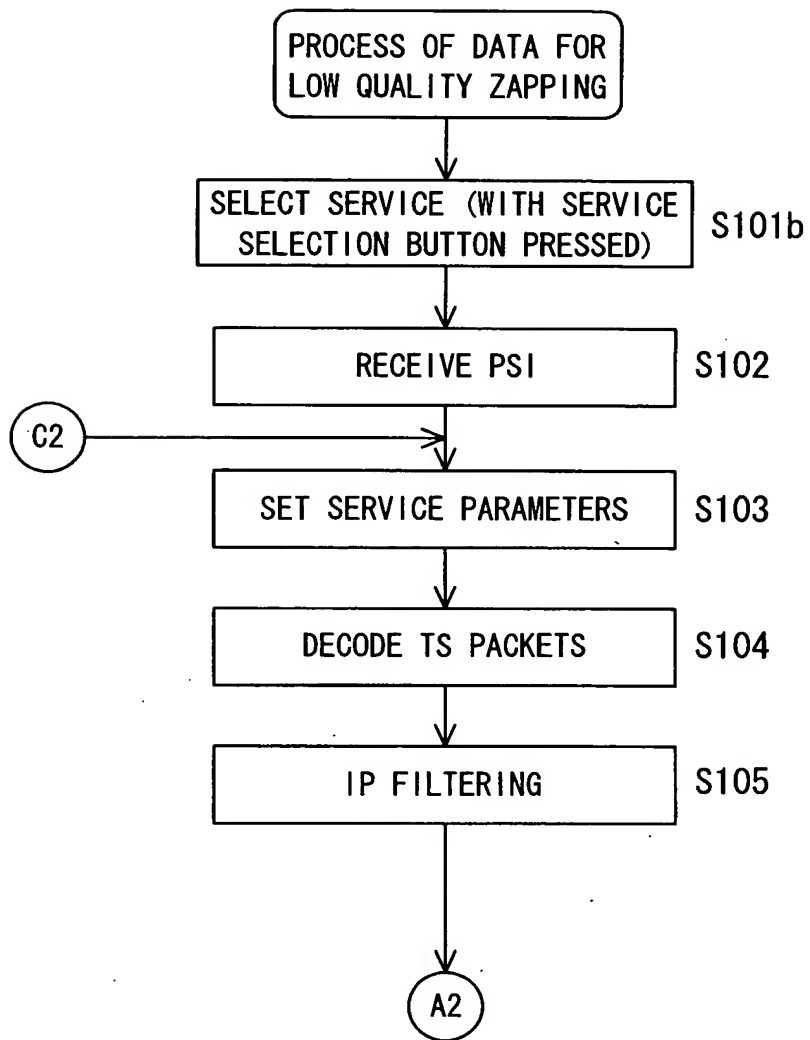 PROCESS OF DATA FOR
LOW QUALITY ZAPPING
SELECT SERVICE (WITH SERVICE
SELECTION BUTTON PRESSED)
S101b
RECEIVE PSI
S102
C2
SET SERVICE PARAMETERS
S103
DECODE TS PACKETS
S104
IP FILTERING
S105
A2